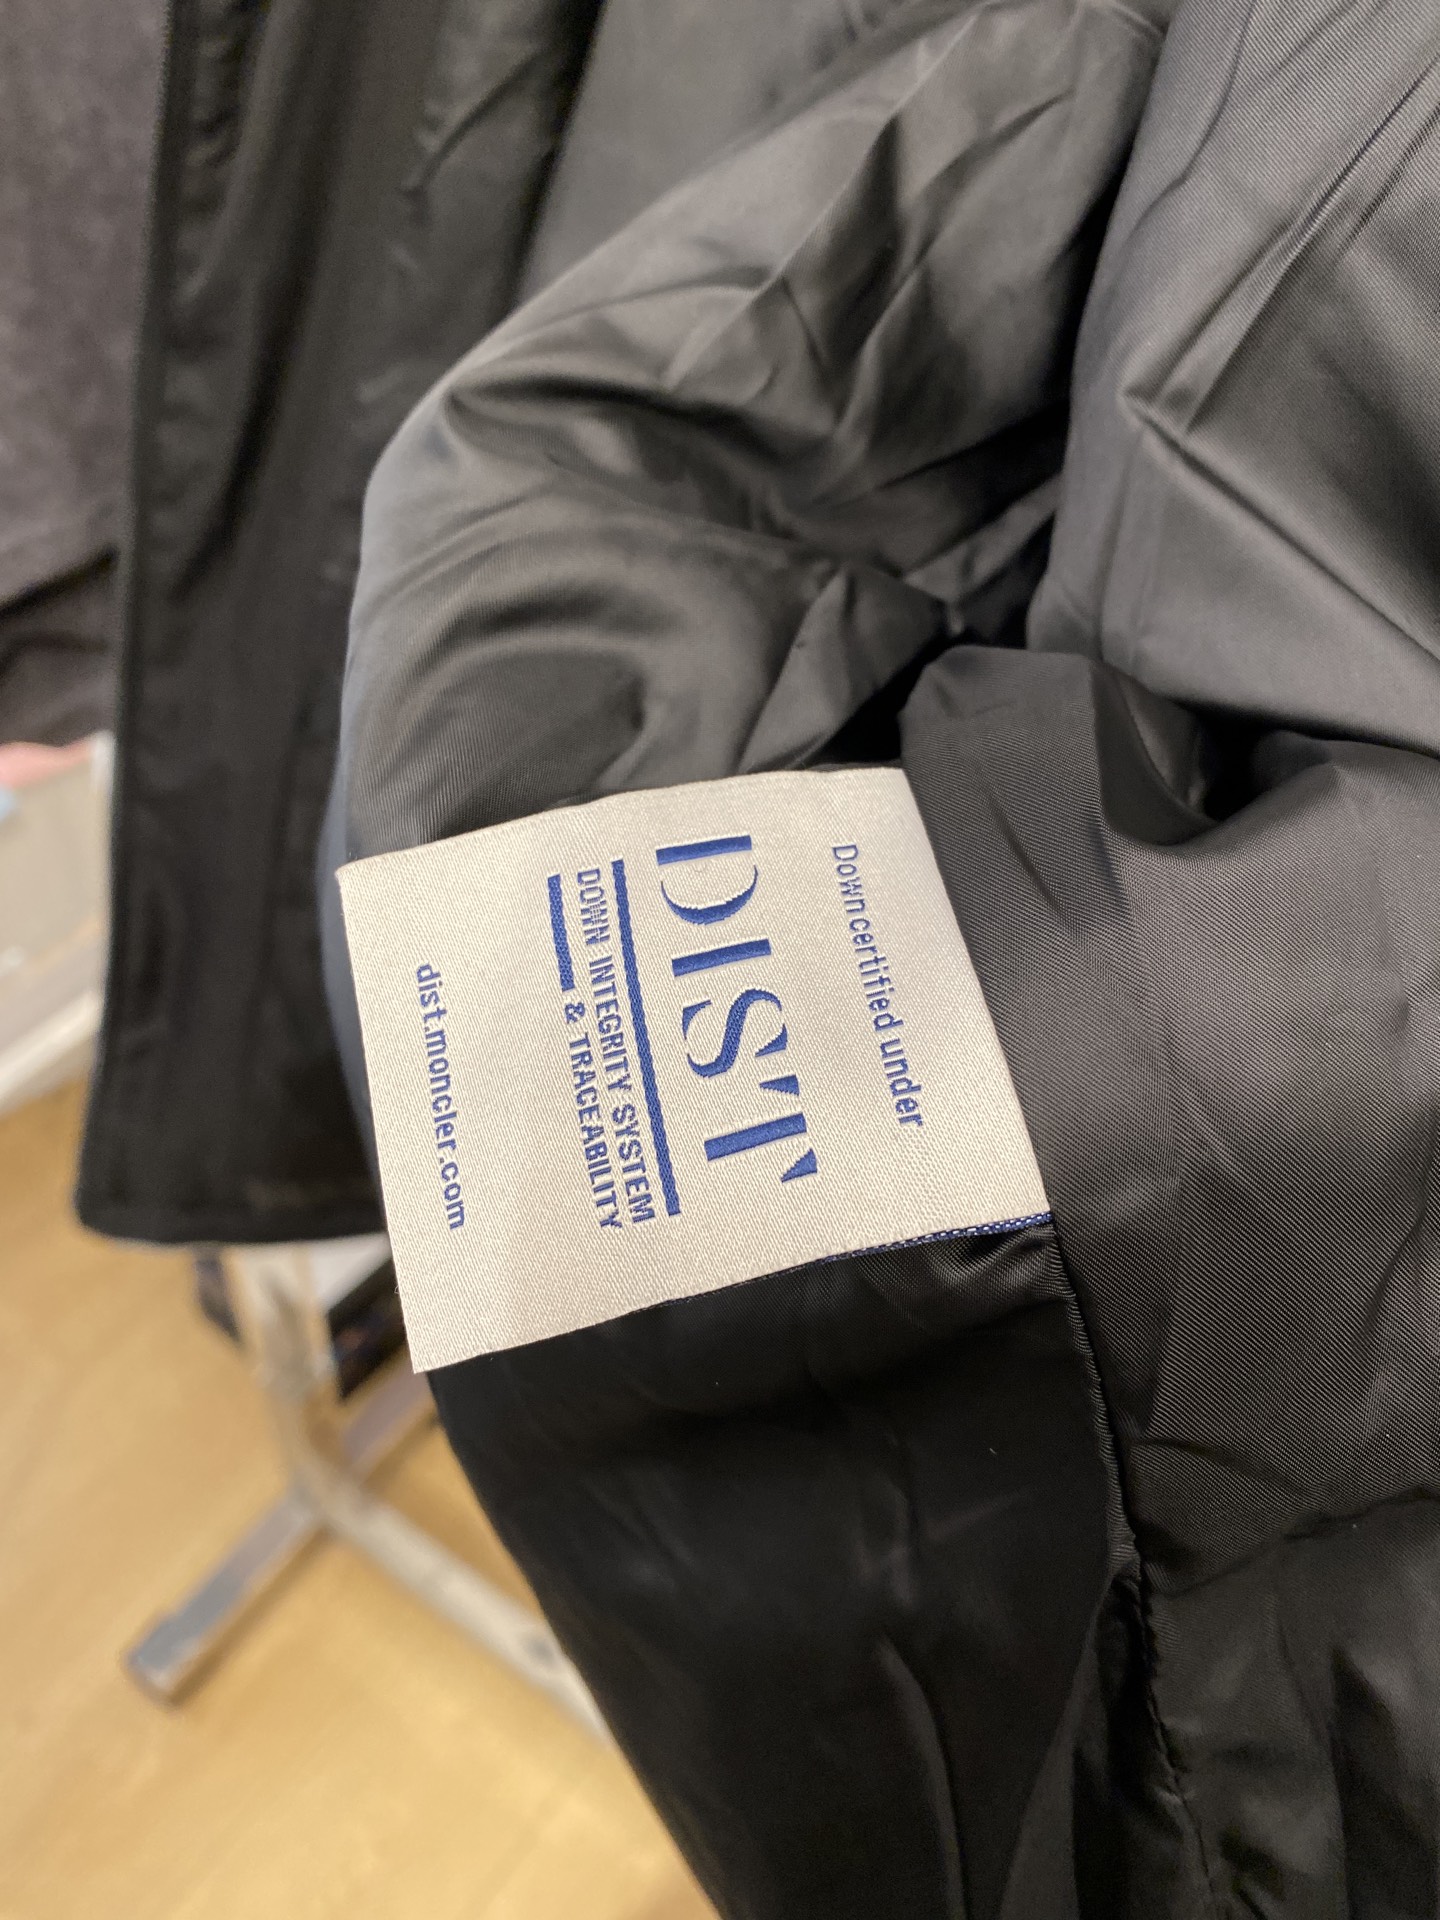 Down certified under
DIST
DOWN INTEGRITY SYSTEM
& TRACEABILITY
dist.moncler.com